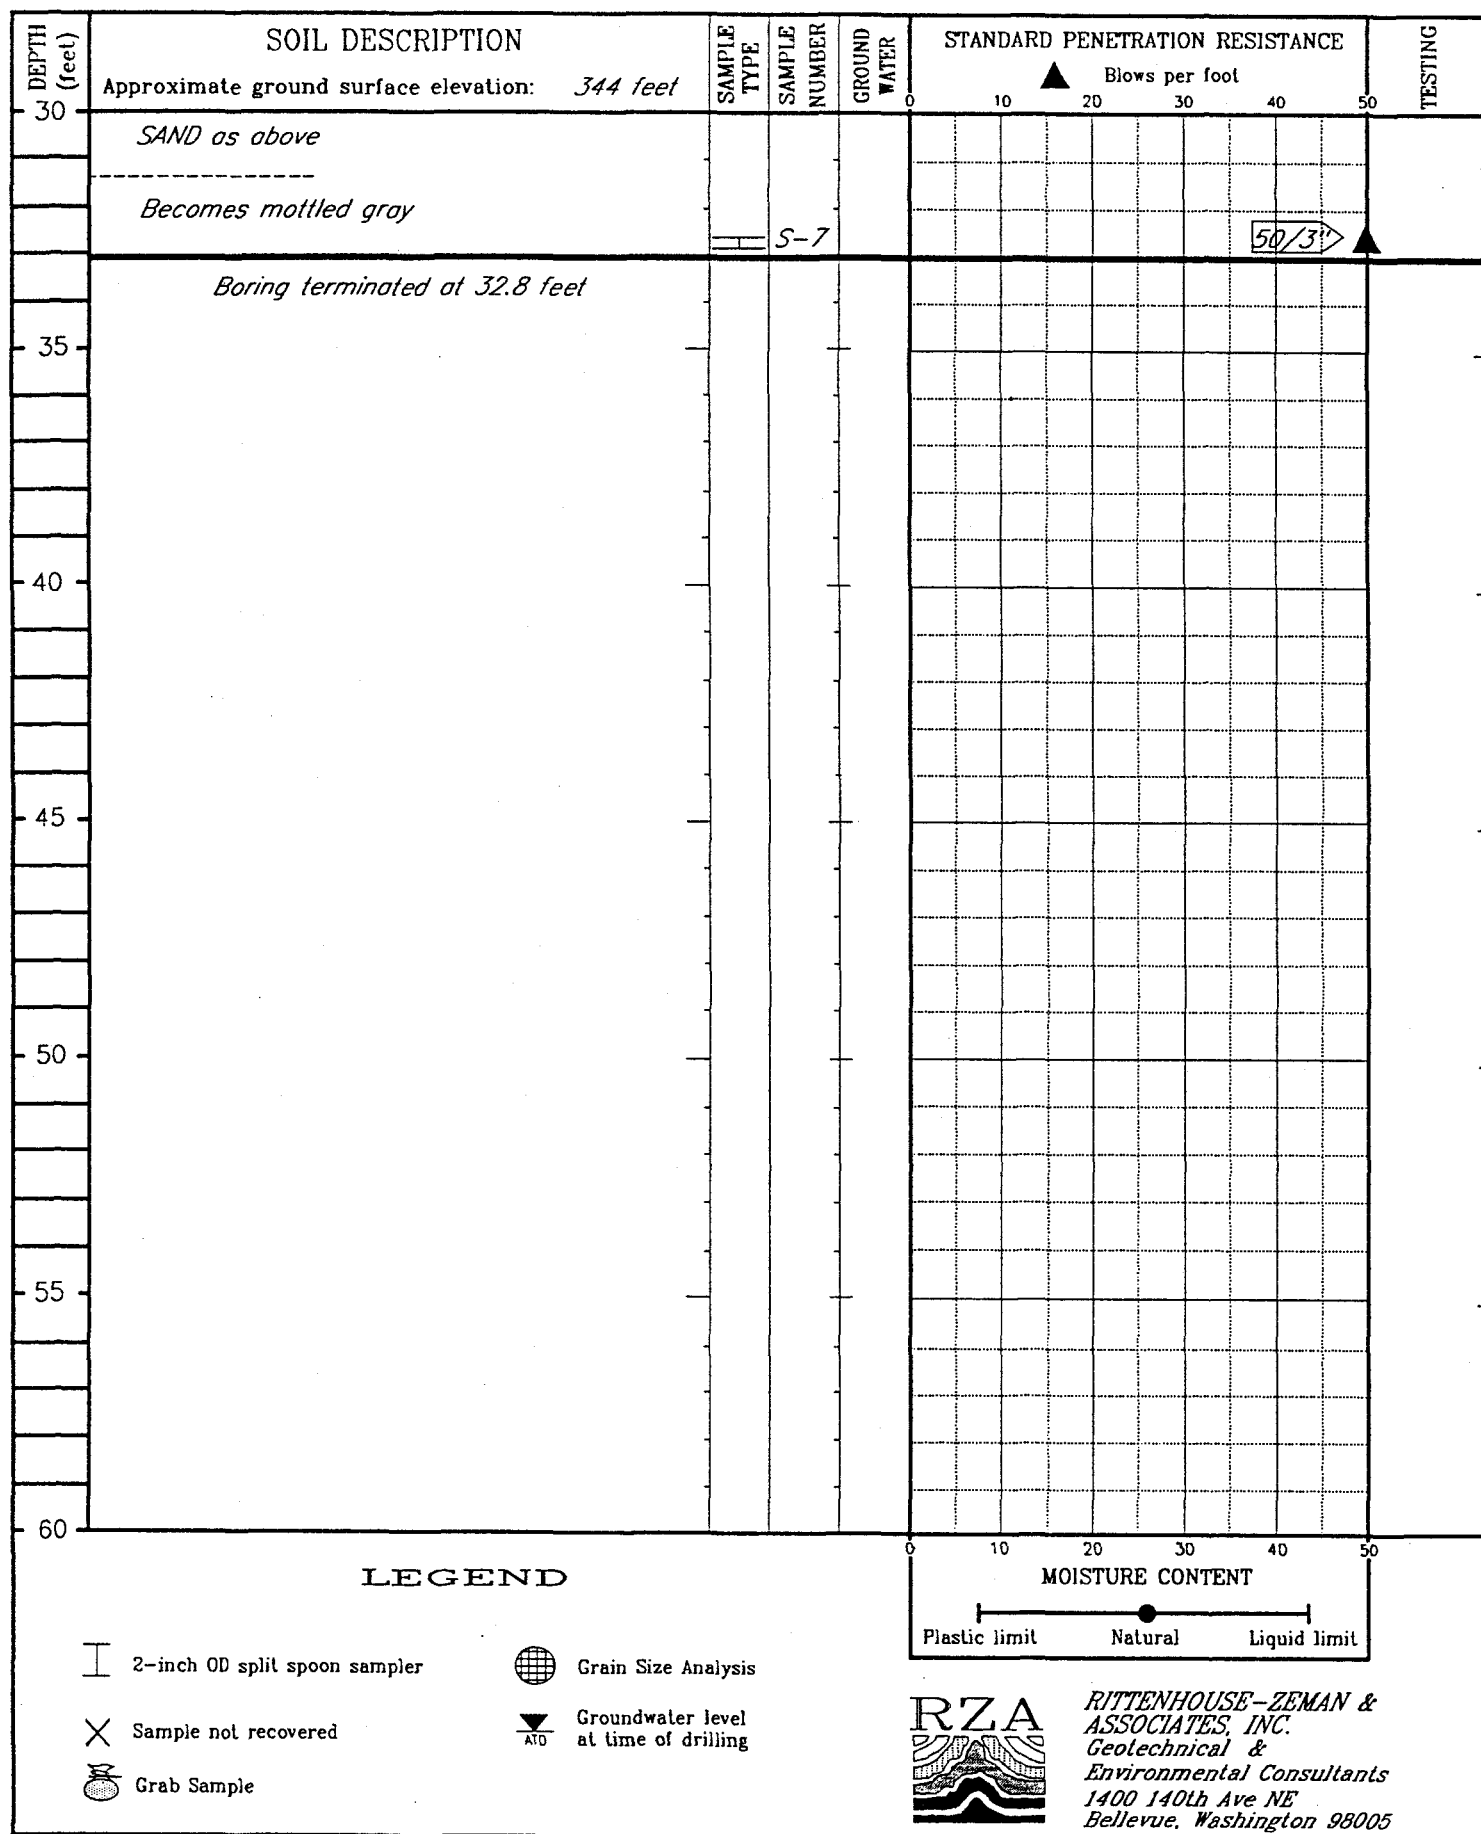 DEPTH (feet)
SOIL DESCRIPTION
Approximate ground surface elevation: 344 feet
SAMPLE TYPE
SAMPLE NUMBER
GROUND WATER
STANDARD PENETRATION RESISTANCE
▲ Blows per foot
0 10 20 30 40 50
TESTING
30
SAND as above
Becomes mottled gray
S-7
50/3"
Boring terminated at 32.8 feet
35
40
45
50
55
60
0 10 20 30 40 50
MOISTURE CONTENT
Plastic limit Natural Liquid limit
LEGEND
2-inch OD split spoon sampler
Sample not recovered
Grab Sample
Grain Size Analysis
ATD
Groundwater level
at time of drilling
RZA
RITTENHOUSE-ZEMAN &
ASSOCIATES, INC.
Geotechnical &
Environmental Consultants
1400 140th Ave NE
Bellevue, Washington 98005